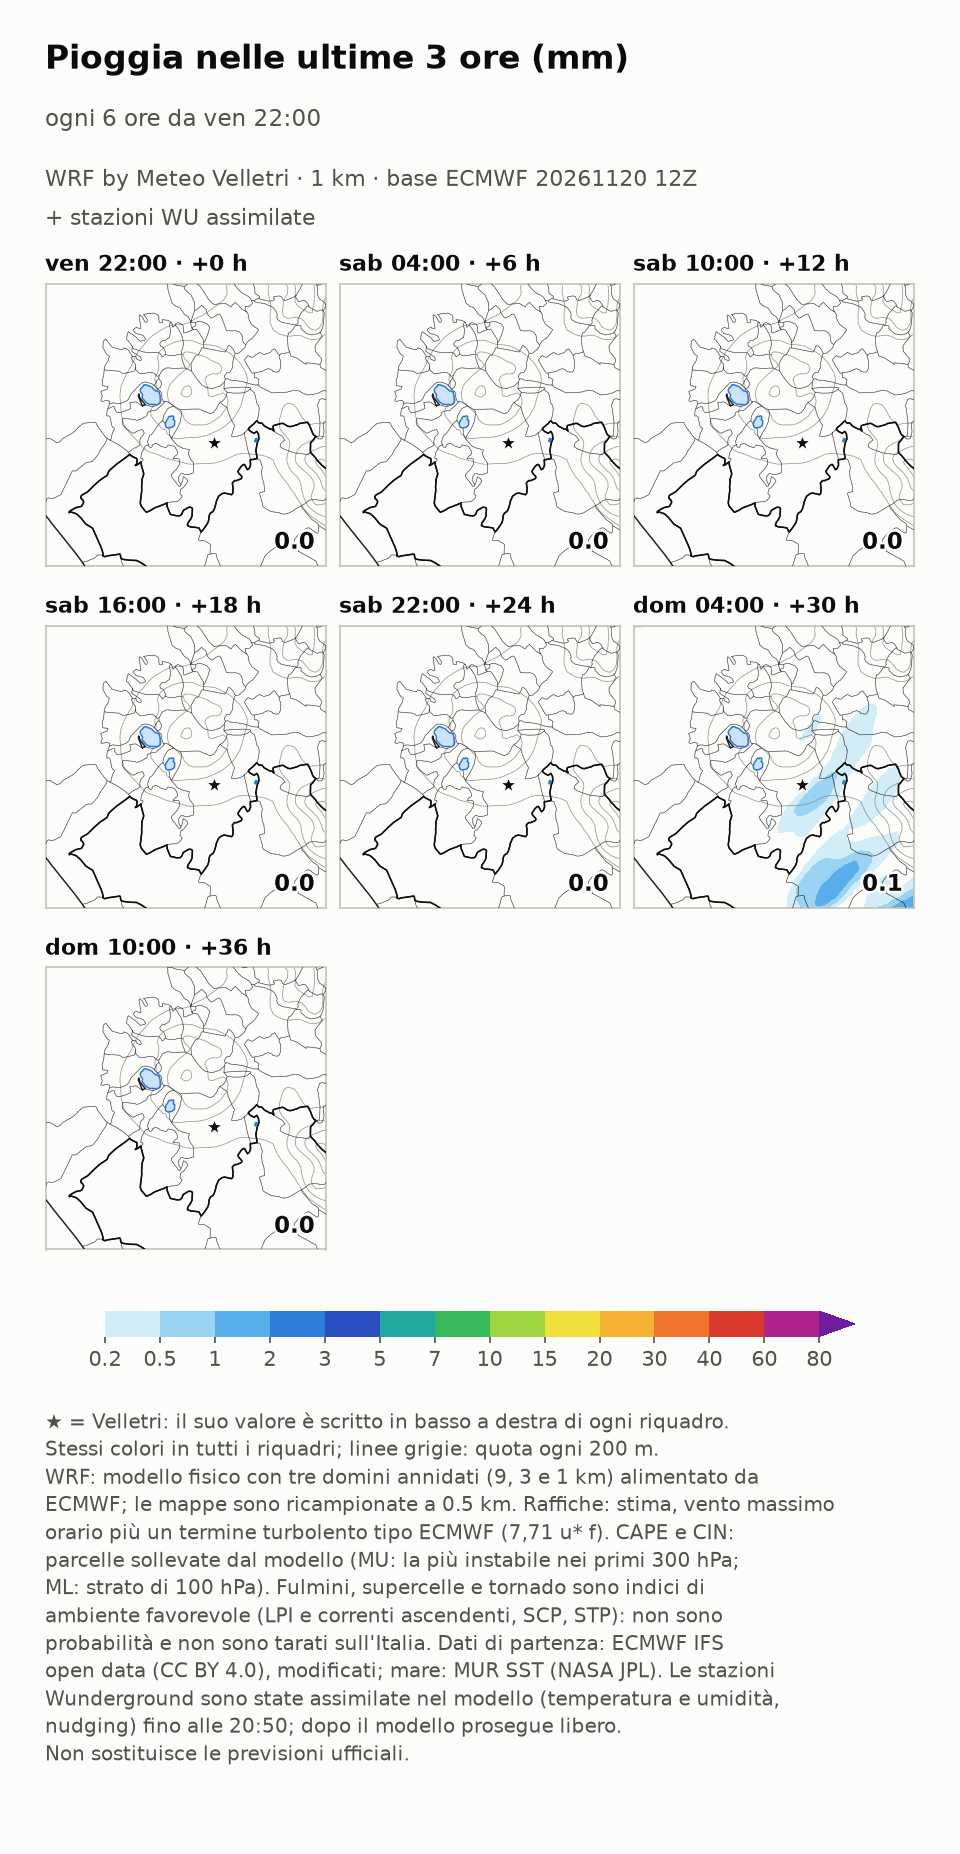 Pioggia nelle ultime 3 ore (mm)
ogni 6 ore da ven 22:00
WRF by Meteo Velletri · 1 km · base ECMWF 20261120 12Z
+ stazioni WU assimilate
ven 22:00 · +0 h
sab 04:00 · +6 h
sab 10:00 · +12 h
0.0
0.0
0.0
sab 16:00 · +18 h
sab 22:00 · +24 h
dom 04:00 · +30 h
0.0
0.0
0.1
dom 10:00 · +36 h
0.0
0.2 0.5 1 2 3 5 7 10 15 20 30 40 60 80
★ = Velletri: il suo valore è scritto in basso a destra di ogni riquadro.
Stessi colori in tutti i riquadri; linee grigie: quota ogni 200 m.
WRF: modello fisico con tre domini annidati (9, 3 e 1 km) alimentato da
ECMWF; le mappe sono ricampionate a 0.5 km. Raffiche: stima, vento massimo
orario più un termine turbolento tipo ECMWF (7,71 u* f). CAPE e CIN:
parcelle sollevate dal modello (MU: la più instabile nei primi 300 hPa;
ML: strato di 100 hPa). Fulmini, supercelle e tornado sono indici di
ambiente favorevole (LPI e correnti ascendenti, SCP, STP): non sono
probabilità e non sono tarati sull'Italia. Dati di partenza: ECMWF IFS
open data (CC BY 4.0), modificati; mare: MUR SST (NASA JPL). Le stazioni
Wunderground sono state assimilate nel modello (temperatura e umidità,
nudging) fino alle 20:50; dopo il modello prosegue libero.
Non sostituisce le previsioni ufficiali.